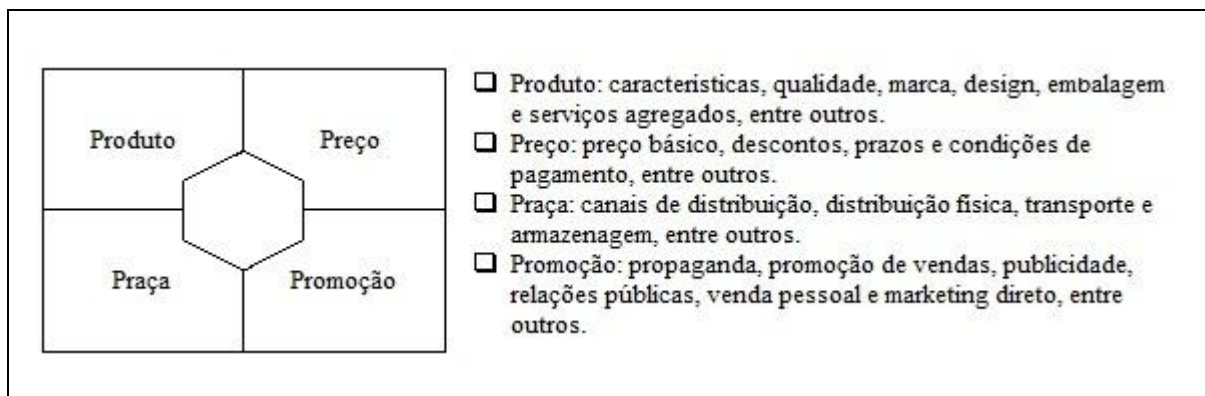 Produto
Preço
Praça
Promoção
❑ Produto: características, qualidade, marca, design, embalagem
e serviços agregados, entre outros.
❑ Preço: preço básico, descontos, prazos e condições de
pagamento, entre outros.
❑ Praça: canais de distribuição, distribuição física, transporte e
armazenagem, entre outros.
❑ Promoção: propaganda, promoção de vendas, publicidade,
relações públicas, venda pessoal e marketing direto, entre
outros.